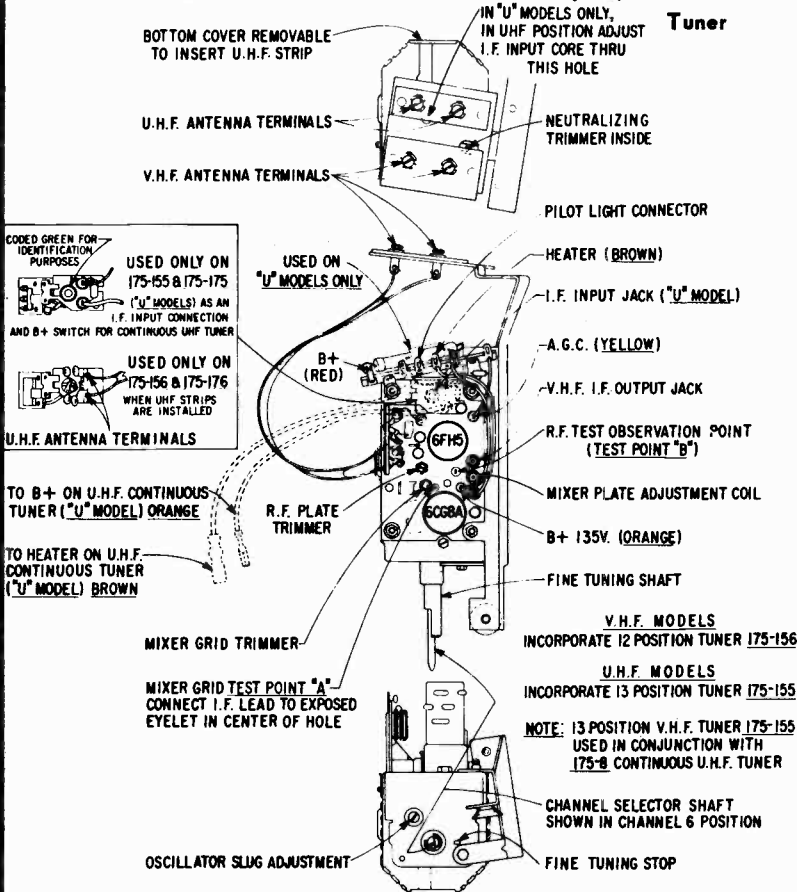 IN "U" MODELS ONLY,
IN UHF POSITION ADJUST
I.F. INPUT CORE THRU
THIS HOLE
Tuner
BOTTOM COVER REMOVABLE
TO INSERT U.H.F. STRIP
U.H.F. ANTENNA TERMINALS
NEUTRALIZING
TRIMMER INSIDE
V.H.F. ANTENNA TERMINALS
PILOT LIGHT CONNECTOR
CODED GREEN FOR
IDENTIFICATION
PURPOSES
USED ONLY ON
175-155 & 175-175
("U" MODELS) AS AN
I.F. INPUT CONNECTION
AND B+ SWITCH FOR CONTINUOUS UHF TUNER
USED ONLY ON
175-156 & 175-176
WHEN UHF STRIPS
ARE INSTALLED
U.H.F. ANTENNA TERMINALS
USED ON
"U" MODELS ONLY
HEATER (BROWN)
I.F. INPUT JACK ("U" MODEL)
B+
(RED)
A.G.C. (YELLOW)
V.H.F. I.F. OUTPUT JACK
6FH5
R.F. TEST OBSERVATION POINT
(TEST POINT "B")
TO B+ ON U.H.F. CONTINUOUS
TUNER ("U" MODEL) ORANGE
R.F. PLATE
TRIMMER
6CG8A
MIXER PLATE ADJUSTMENT COIL
B+ 135V. (ORANGE)
TO HEATER ON U.H.F.
CONTINUOUS TUNER
("U" MODEL) BROWN
FINE TUNING SHAFT
MIXER GRID TRIMMER
V.H.F. MODELS
INCORPORATE 12 POSITION TUNER 175-156
MIXER GRID TEST POINT "A"
CONNECT I.F. LEAD TO EXPOSED
EYELET IN CENTER OF HOLE
U.H.F. MODELS
INCORPORATE 13 POSITION TUNER 175-155
NOTE: 13 POSITION V.H.F. TUNER 175-155
USED IN CONJUNCTION WITH
175-8 CONTINUOUS U.H.F. TUNER
CHANNEL SELECTOR SHAFT
SHOWN IN CHANNEL 6 POSITION
OSCILLATOR SLUG ADJUSTMENT
FINE TUNING STOP